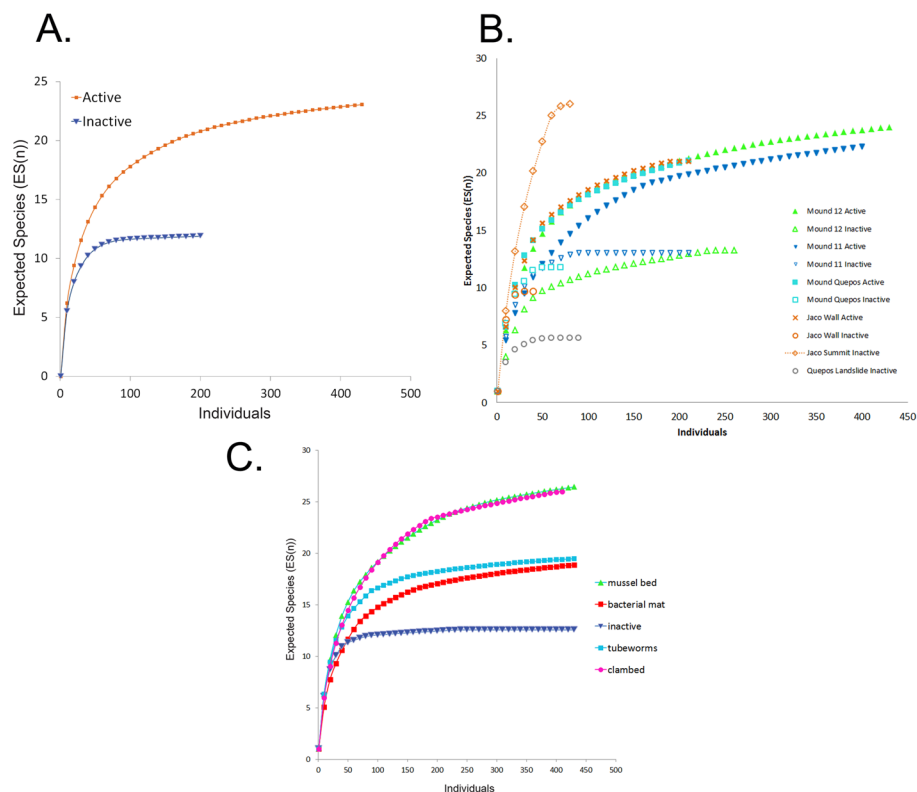 A.
25
20
15
10
5
0
Expected Species (ES(n))
Active
Inactive
0 100 200 300 400 500
Individuals
B.
30
25
20
15
10
5
0
Expected Species (ES(n))
Mound 12 Active
Mound 12 Inactive
Mound 11 Active
Mound 11 Inactive
Mound Quepos Active
Mound Quepos Inactive
Jaco Wall Active
Jaco Wall Inactive
Jaco Summit Inactive
Quepos Landslide Inactive
0 50 100 150 200 250 300 350 400 450
Individuals
C.
30
25
20
15
10
5
0
Expected Species (ES(n))
mussel bed
bacterial mat
inactive
tubeworms
clambed
0 50 100 150 200 250 300 350 400 450 500
Individuals